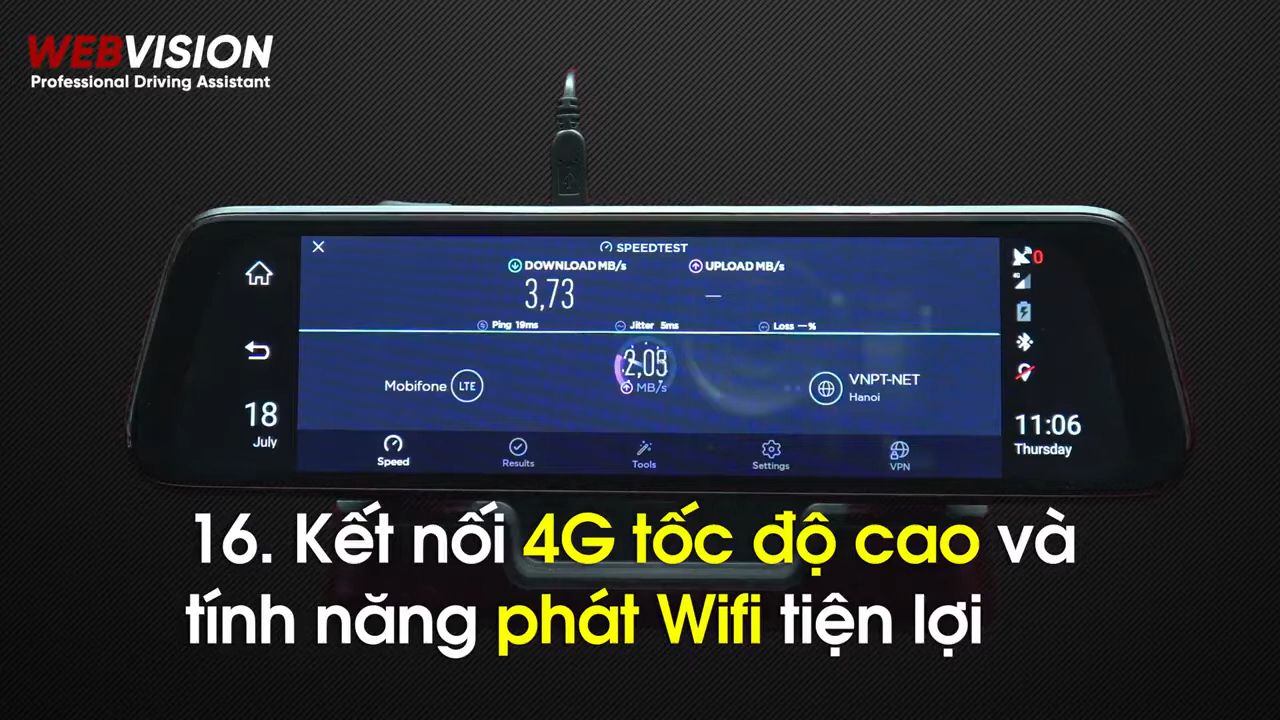 WEBVISION
Professional Driving Assistant
SPEEDTEST
DOWNLOAD MB/s
UPLOAD MB/s
3,73
—
Ping 19ms
Jitter 5ms
Loss —%
Mobifone LTE
2,03
MB/s
VNPT-NET
Hanoi
Speed
Results
Tools
Settings
VPN
18
July
0
4G
11:06
Thursday
16. Kết nối 4G tốc độ cao và
tính năng phát Wifi tiện lợi